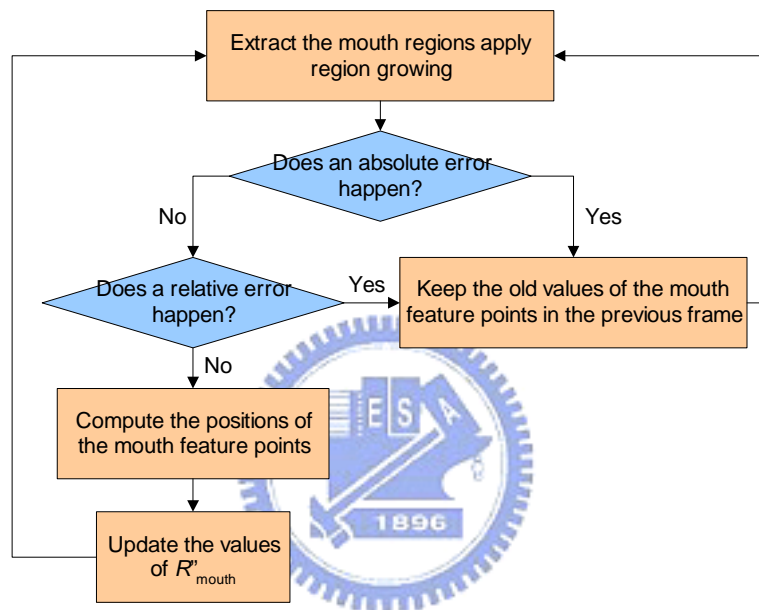 Extract the mouth regions apply
region growing
Does an absolute error
happen?
No
Yes
Does a relative error
happen?
Yes
Keep the old values of the mouth
feature points in the previous frame
No
Compute the positions of
the mouth feature points
E S A
1896
Update the values
of R”mouth